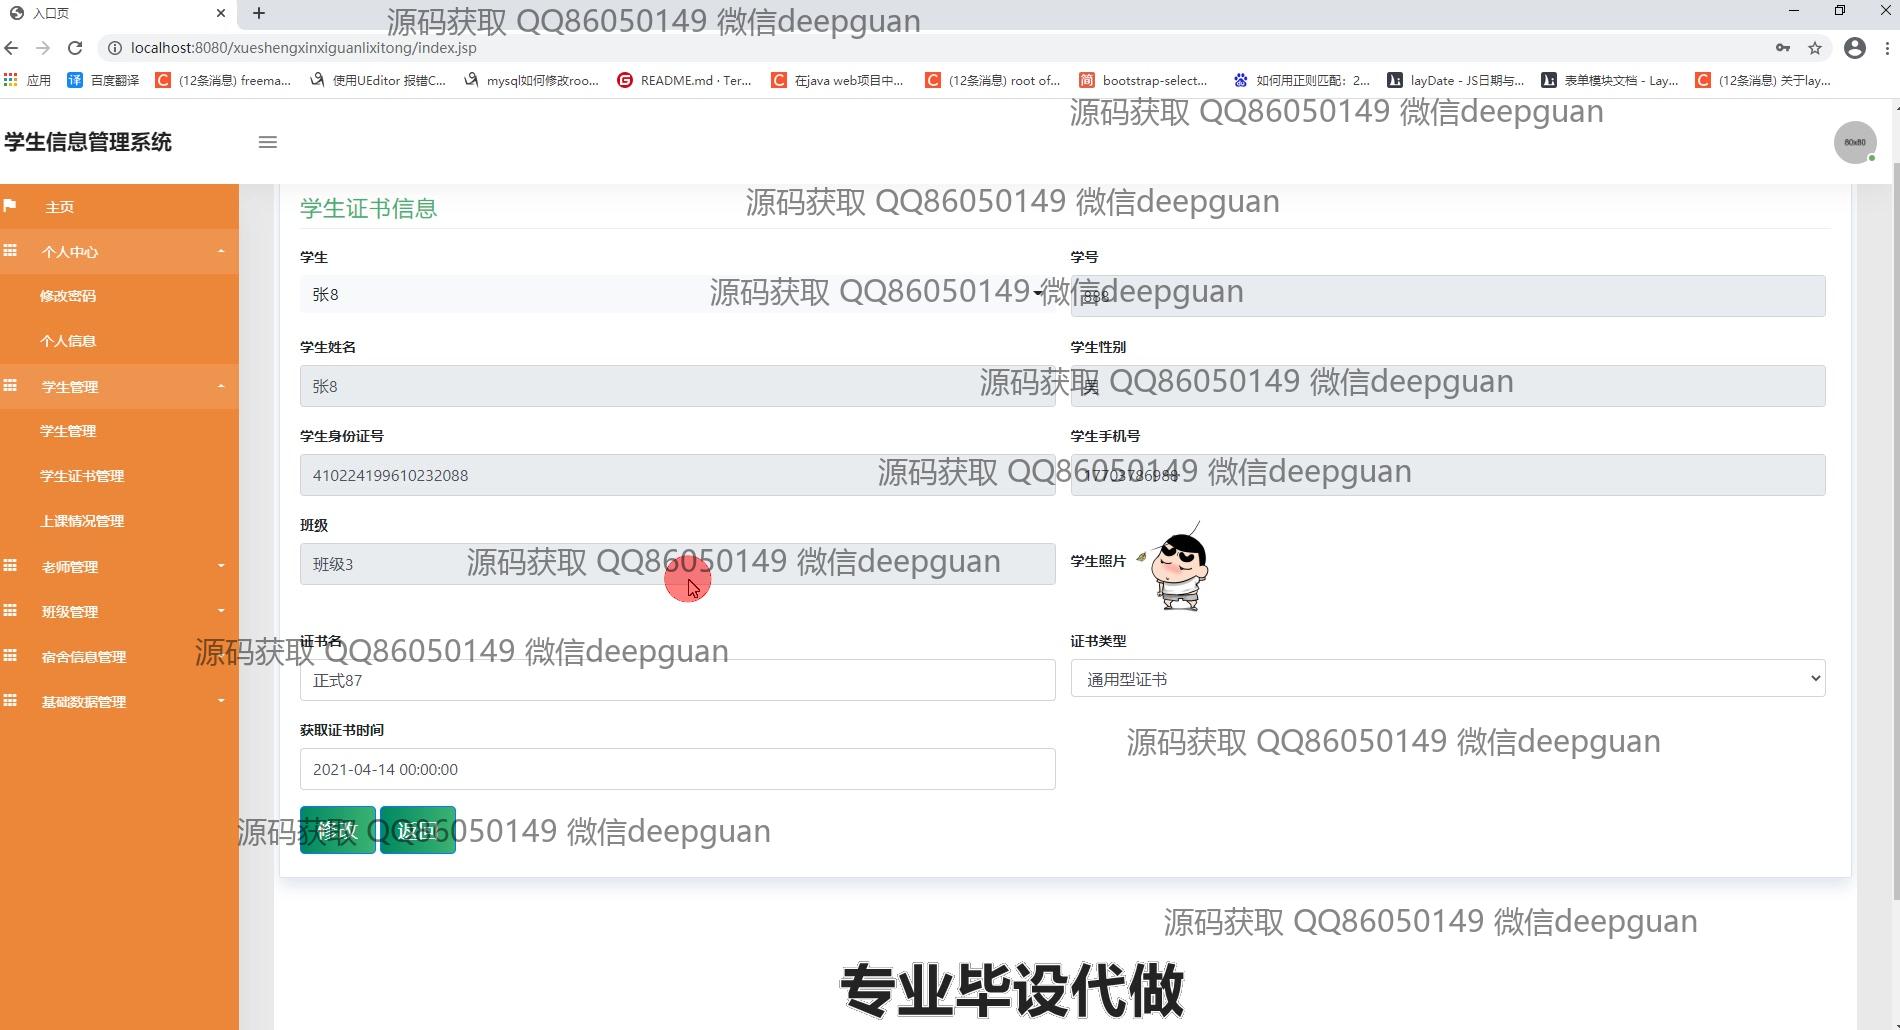 入口页
源码获取 QQ86050149 微信deepguan
localhost:8080/xueshengxinxiguanlixitong/index.jsp
应用
译 百度翻译
C (12条消息) freema...
使用UEditor 报错C...
mysql如何修改roo...
G README.md · Ter...
C 在java web项目中...
C (12条消息) root of...
简 bootstrap-select...
如何用正则匹配：2...
layDate - JS日期与...
表单模块文档 - Lay...
C (12条消息) 关于lay...
源码获取 QQ86050149 微信deepguan
学生信息管理系统
80x80
主页
个人中心
修改密码
个人信息
学生管理
学生管理
学生证书管理
上课情况管理
老师管理
班级管理
宿舍信息管理
基础数据管理
学生证书信息
源码获取 QQ86050149 微信deepguan
学生
学号
张8
888
源码获取 QQ86050149 微信deepguan
学生姓名
学生性别
张8
源码获取 QQ86050149 微信deepguan
学生身份证号
学生手机号
410224199610232088
17703786988
源码获取 QQ86050149 微信deepguan
班级
班级3
源码获取 QQ86050149 微信deepguan
学生照片
证书名
证书类型
源码获取 QQ86050149 微信deepguan
正式87
通用型证书
获取证书时间
源码获取 QQ86050149 微信deepguan
2021-04-14 00:00:00
修改
返回
源码获取 QQ86050149 微信deepguan
源码获取 QQ86050149 微信deepguan
专业毕设代做